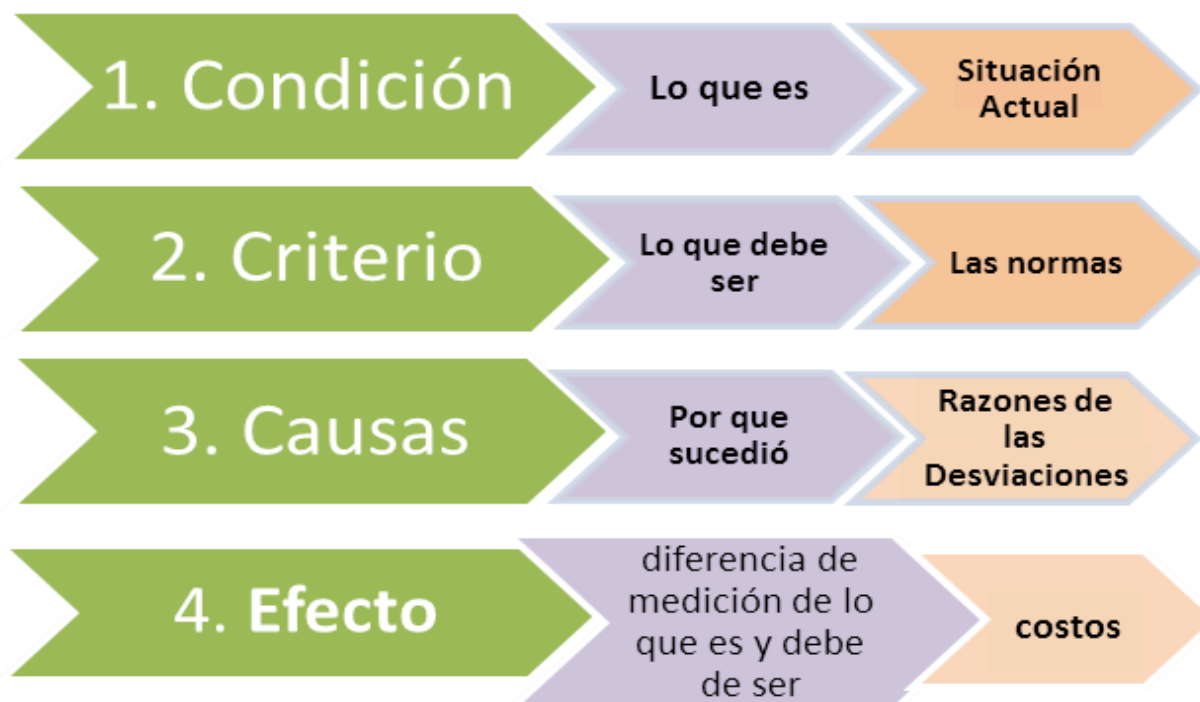 1. Condición
Lo que es
Situación
Actual
2. Criterio
Lo que debe
ser
Las normas
3. Causas
Por que
sucedió
Razones de
las
Desviaciones
4. Efecto
diferencia de
medición de lo
que es y debe
de ser
costos